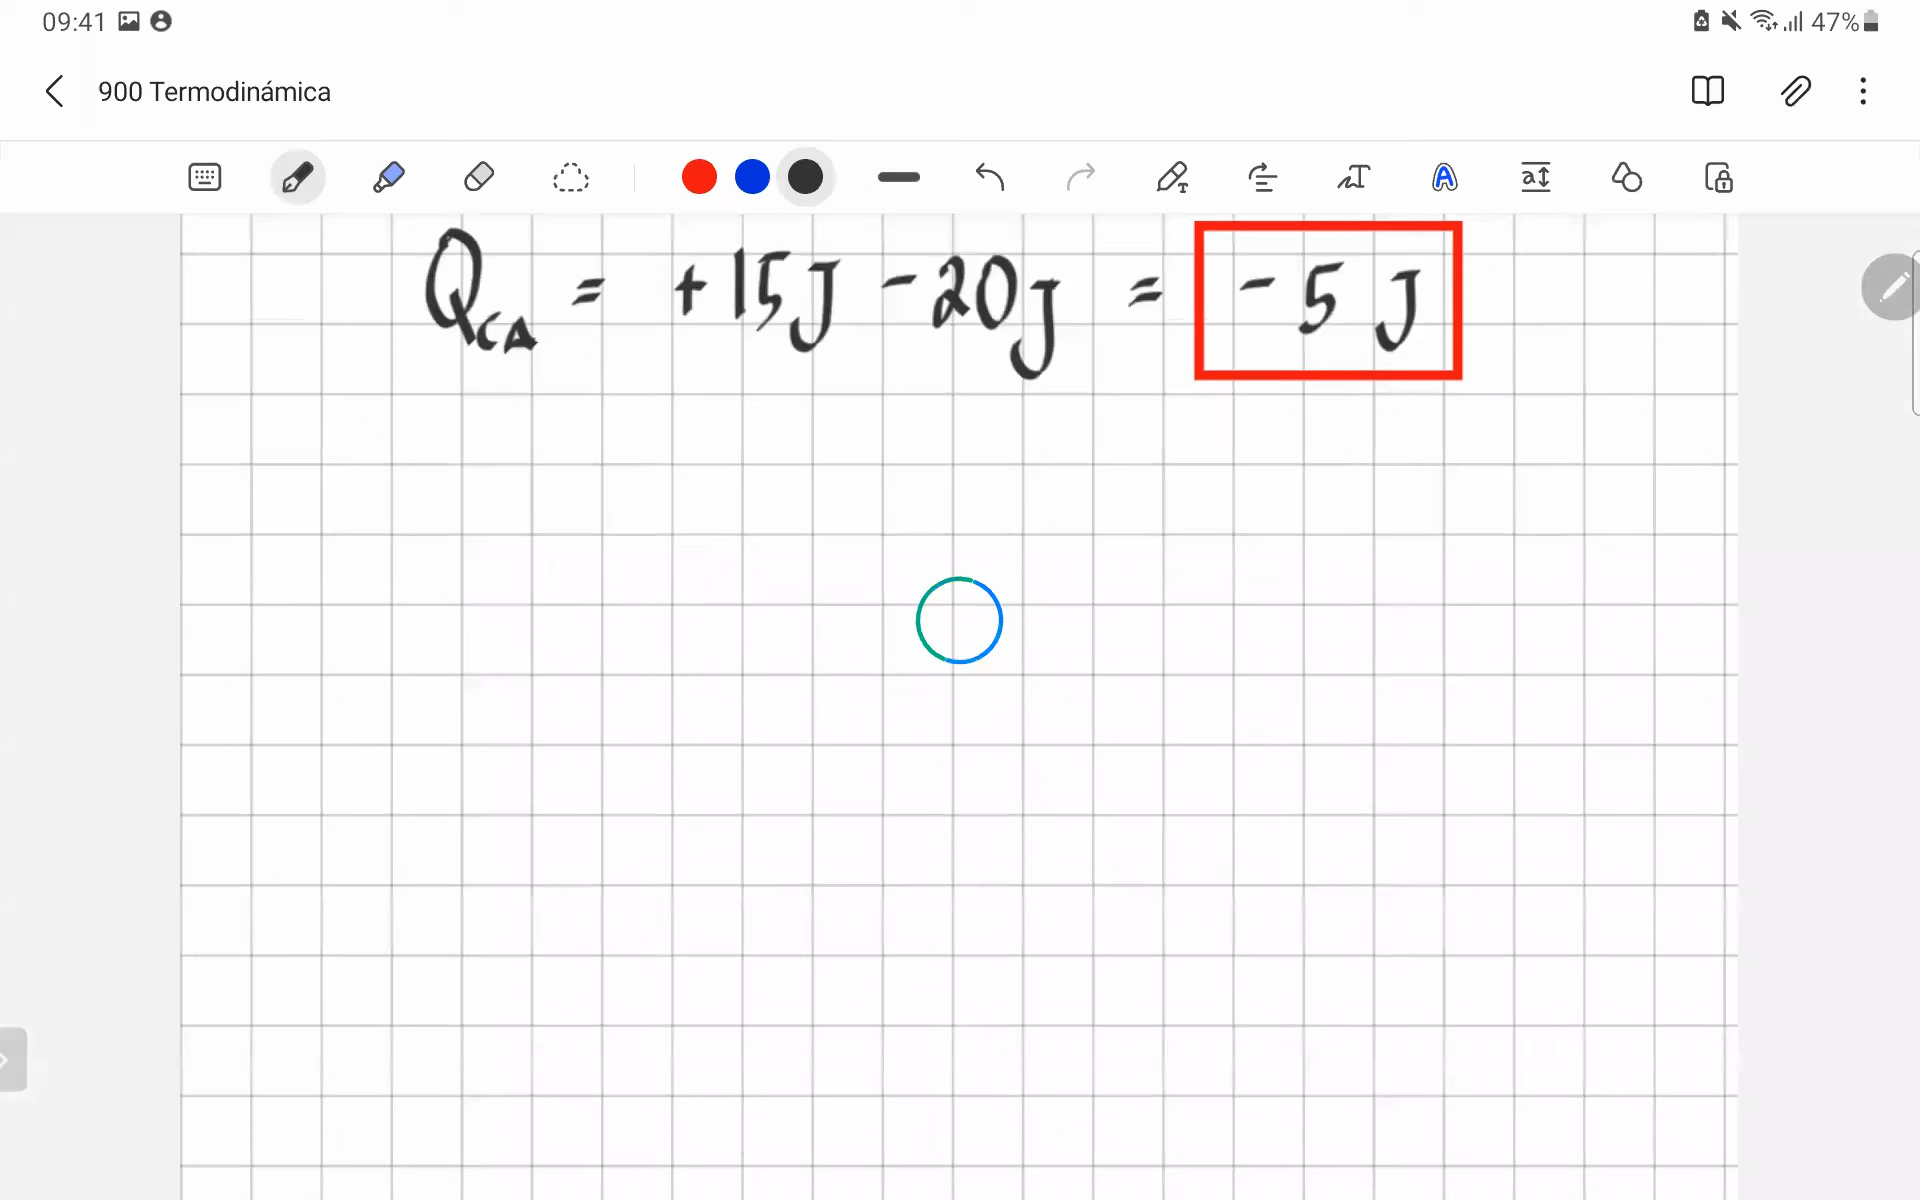 09:41
47%
900 Termodinámica
Q_CA = +15J - 20J = - 5 J